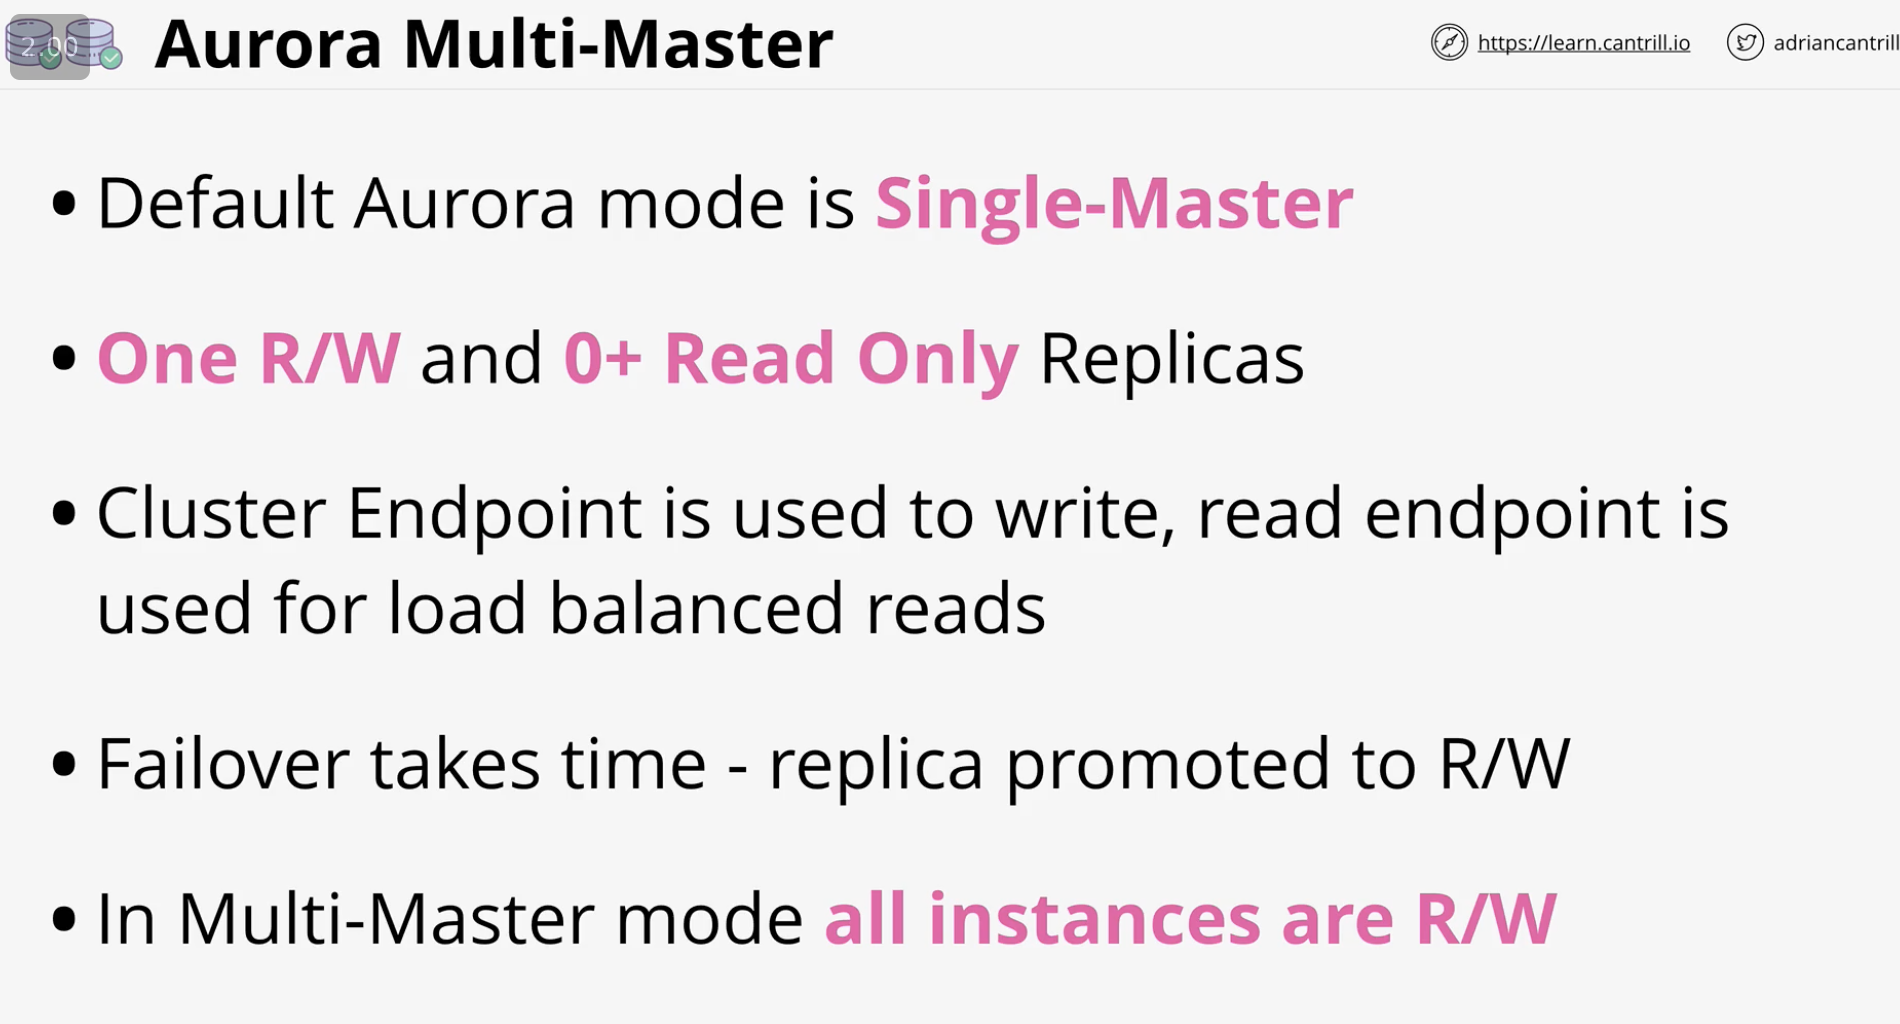 2.00
Aurora Multi-Master
https://learn.cantrill.io
adriancantrill
• Default Aurora mode is Single-Master
• One R/W and 0+ Read Only Replicas
• Cluster Endpoint is used to write, read endpoint is
used for load balanced reads
• Failover takes time - replica promoted to R/W
• In Multi-Master mode all instances are R/W